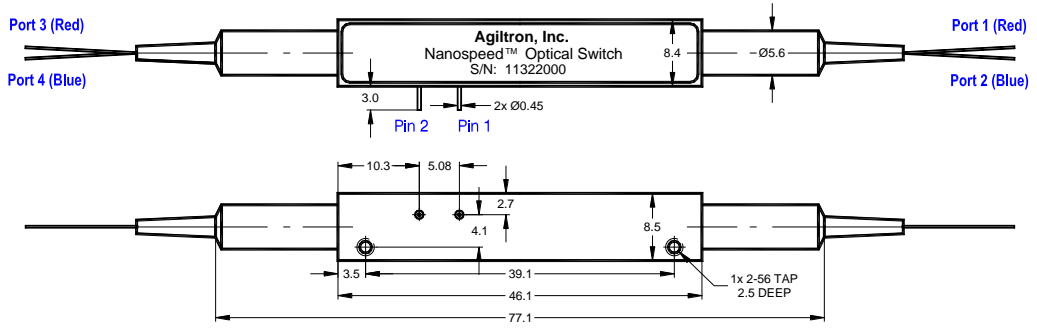 Port 3 (Red)
Port 4 (Blue)
Agiltron, Inc.
Nanospeed™ Optical Switch
S/N: 11322000
8.4
Ø5.6
Port 1 (Red)
Port 2 (Blue)
3.0
2x Ø0.45
Pin 2
Pin 1
10.3
5.08
2.7
4.1
8.5
3.5
39.1
1x 2-56 TAP
2.5 DEEP
46.1
77.1